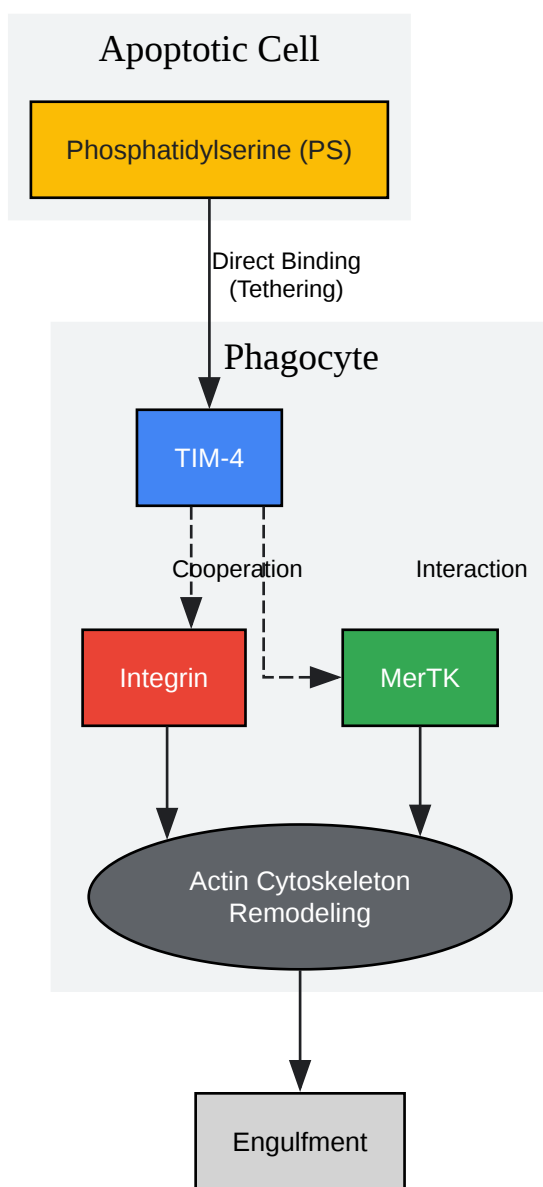 Apoptotic Cell
Phosphatidylserine (PS)
Direct Binding
(Tethering)
Phagocyte
TIM-4
Cooperation
Interaction
Integrin
MerTK
Actin Cytoskeleton
Remodeling
Engulfment